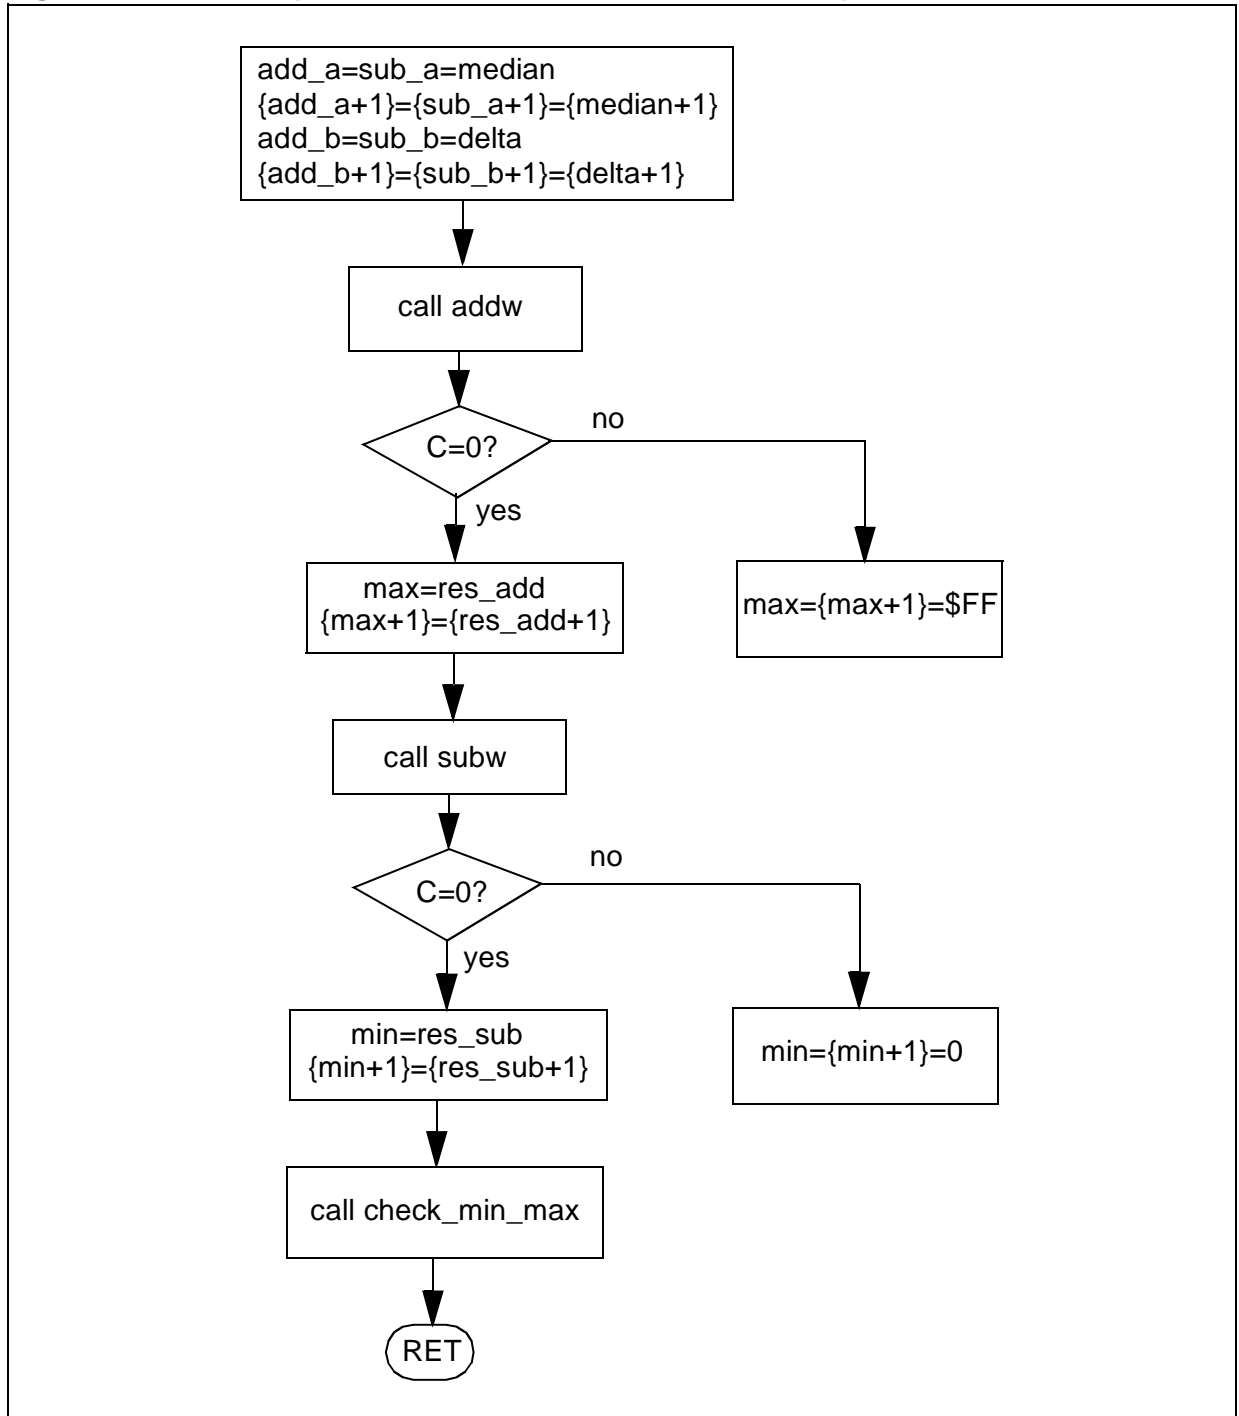 add_a=sub_a=median
{add_a+1}={sub_a+1}={median+1}
add_b=sub_b=delta
{add_b+1}={sub_b+1}={delta+1}
call addw
C=0?
no
yes
max=res_add
{max+1}={res_add+1}
max={max+1}=$FF
call subw
C=0?
no
yes
min=res_sub
{min+1}={res_sub+1}
min={min+1}=0
call check_min_max
RET